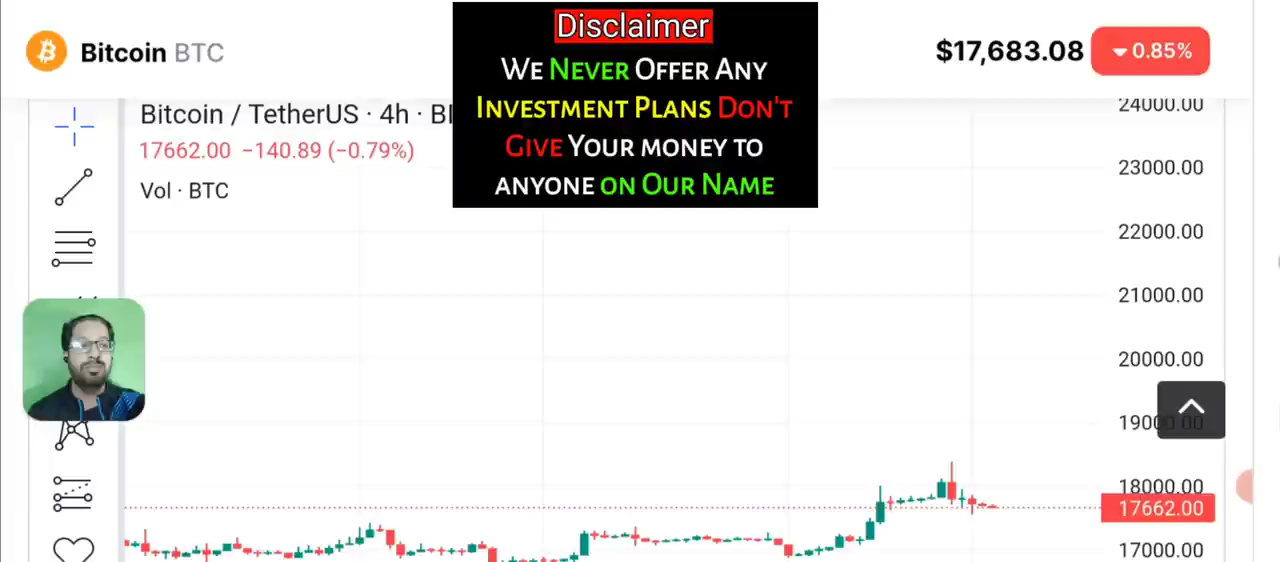 Bitcoin BTC
Disclaimer
We Never Offer Any
Investment Plans Don't
Give Your money to
anyone on Our Name
$17,683.08
0.85%
Bitcoin / TetherUS · 4h ·
17662.00 −140.89 (−0.79%)
Vol · BTC
24000.00
23000.00
22000.00
21000.00
20000.00
19000.00
18000.00
17662.00
17000.00